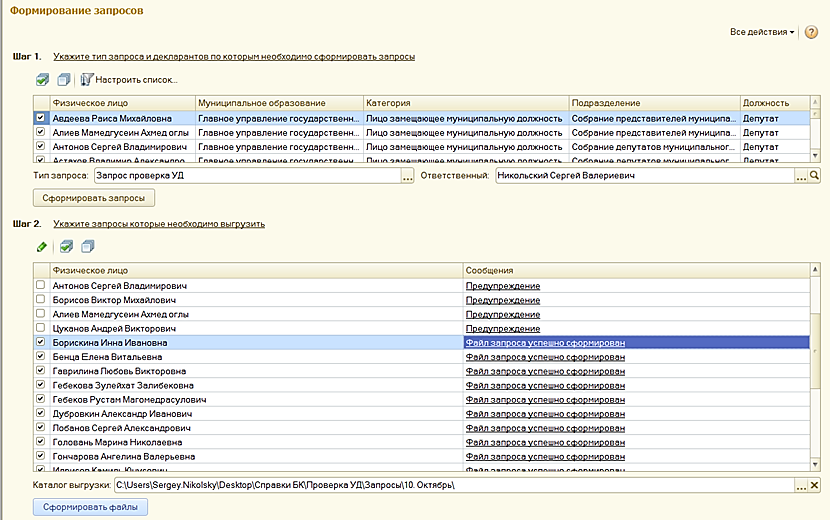 Формирование запросов
Все действия
Шаг 1. Укажите тип запроса и декларантов по которым необходимо сформировать запросы
Настроить список...
Физическое лицо Муниципальное образование Категория Подразделение Должность
Авдеева Раиса Михайловна Главное управление государственн... Лицо замещающее муниципальную должность Собрание представителей муниципа... Депутат
Алиев Мамедгусеин Ахмед оглы Главное управление государственн... Лицо замещающее муниципальную должность Собрание представителей муниципа... Депутат
Антонов Сергей Владимирович Главное управление государственн... Лицо замещающее муниципальную должность Собрание депутатов муниципальног... Депутат
Астахов Владимир Александро... Главное управление государственн... Лицо замещающее муниципальную должность Собрание депутатов муниципальног... Депутат
Тип запроса: Запрос проверка УД ... Ответственный: Никольский Сергей Валериевич ...
Сформировать запросы
Шаг 2. Укажите запросы которые необходимо выгрузить
Физическое лицо Сообщения
Антонов Сергей Владимирович Предупреждение
Борисов Виктор Михайлович Предупреждение
Алиев Мамедгусеин Ахмед оглы Предупреждение
Цуканов Андрей Викторович Предупреждение
Борискина Инна Ивановна Файл запроса успешно сформирован
Бенца Елена Витальевна Файл запроса успешно сформирован
Гаврилина Любовь Викторовна Файл запроса успешно сформирован
Гебекова Зулейхат Залибековна Файл запроса успешно сформирован
Гебеков Рустам Магомедрасулович Файл запроса успешно сформирован
Дубровкин Александр Иванович Файл запроса успешно сформирован
Лобанов Сергей Александрович Файл запроса успешно сформирован
Головань Марина Николаевна Файл запроса успешно сформирован
Гончарова Ангелина Валерьевна Файл запроса успешно сформирован
Идрисов Камиль Юнусович Файл запроса успешно сформирован
Каталог выгрузки: C:\Users\Sergey.Nikolsky\Desktop\Справки БК\Проверка УД\Запросы\10. Октябрь\ ...
Сформировать файлы